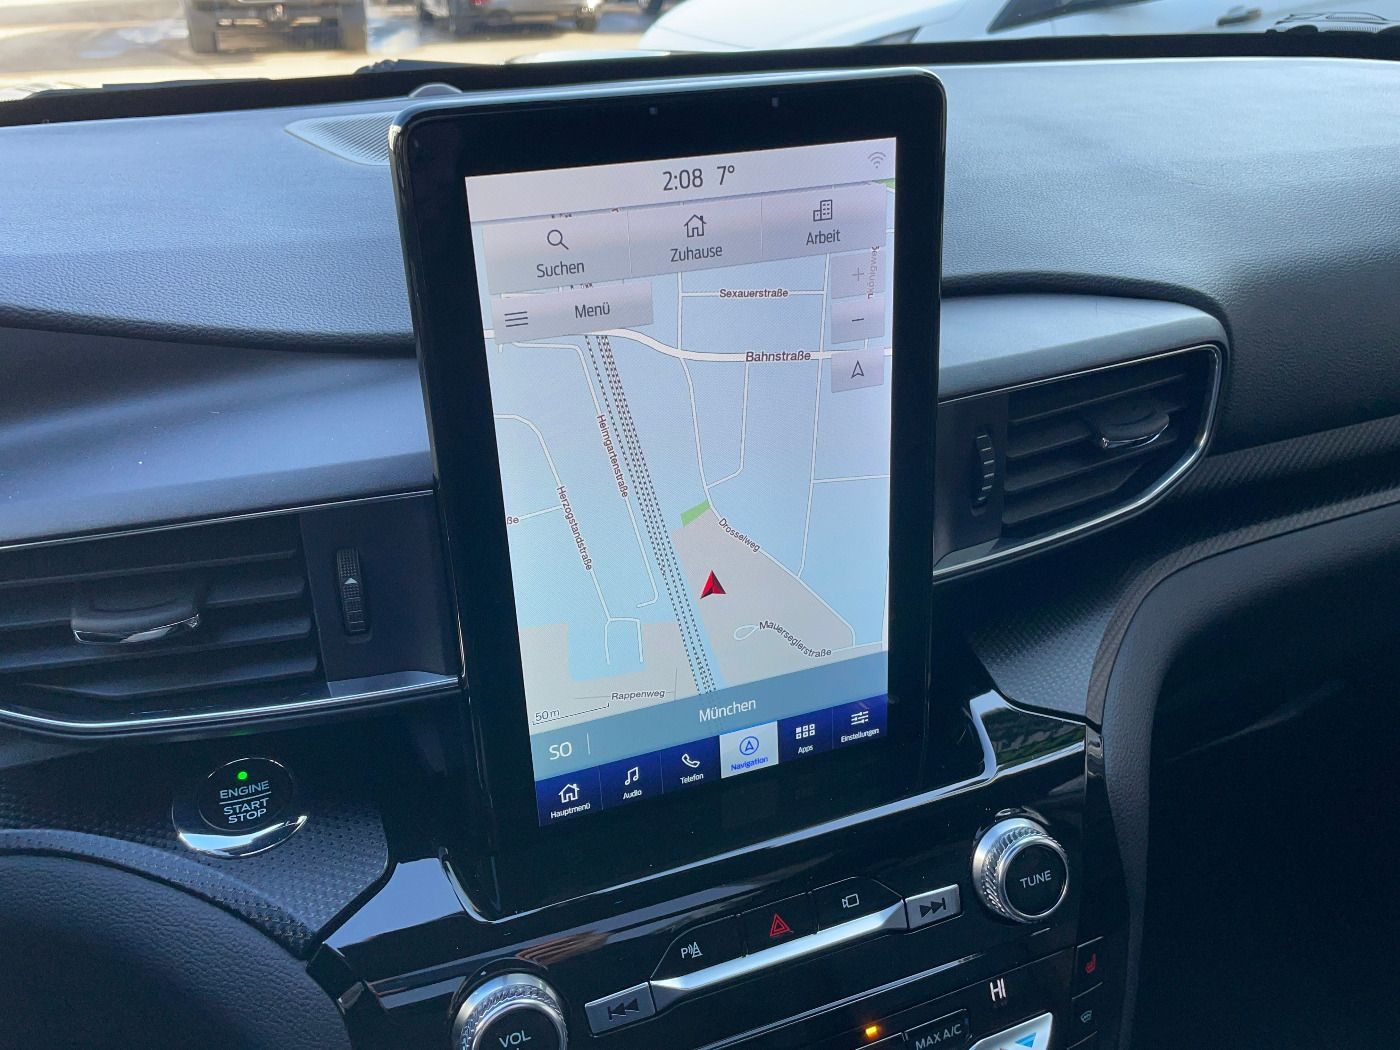 2:08 7°
Suchen
Zuhause
Arbeit
Menü
Sexauerstraße
Bahnstraße
Heimgartenstraße
Herzogstandstraße
ße
Drosselweg
Mauerseglerstraße
Rappenweg
50 m
München
SO
Hauptmenü
Audio
Telefon
Navigation
Apps
Einstellungen
ENGINE
START
STOP
TUNE
VOL
HI
MAX A/C